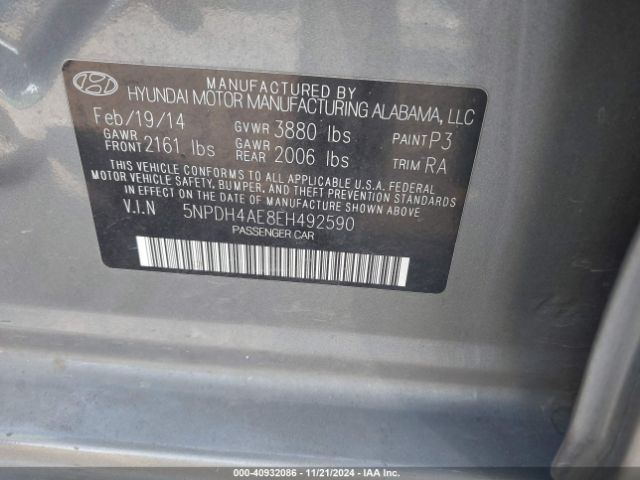 MANUFACTURED BY
HYUNDAI MOTOR MANUFACTURING ALABAMA, LLC
Feb/19/14 GVWR 3880 lbs PAINT P3
GAWR FRONT 2161 lbs GAWR REAR 2006 lbs TRIM RA
THIS VEHICLE CONFORMS TO ALL APPLICABLE U.S.A. FEDERAL
MOTOR VEHICLE SAFETY, BUMPER, AND THEFT PREVENTION STANDARDS
IN EFFECT ON THE DATE OF MANUFACTURE SHOWN ABOVE.
V.I.N 5NPDH4AE8EH492590
PASSENGER CAR
000-40932086 - 11/21/2024 - IAA Inc.